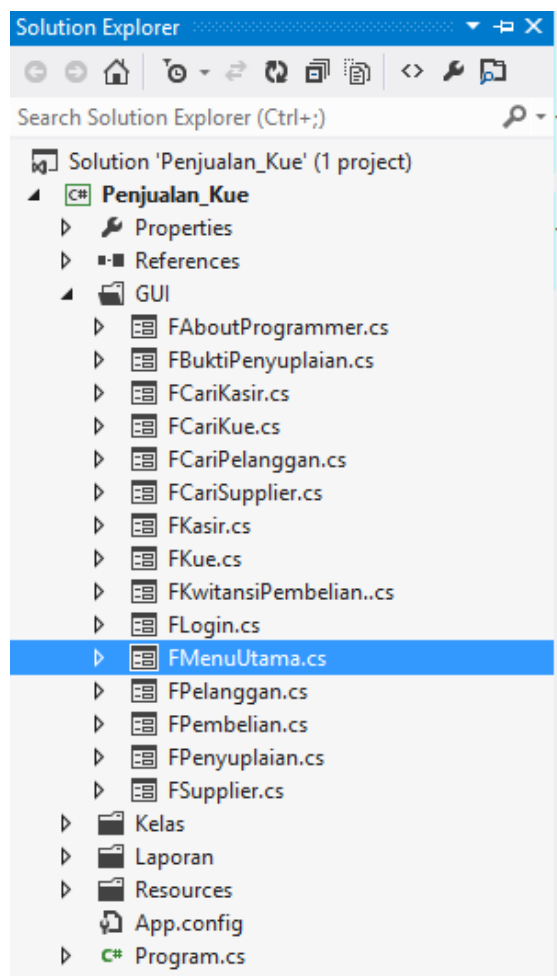 Solution Explorer
Search Solution Explorer (Ctrl+;)
Solution 'Penjualan_Kue' (1 project)
C# Penjualan_Kue
Properties
References
GUI
FAboutProgrammer.cs
FBuktiPenyuplaian.cs
FCariKasir.cs
FCariKue.cs
FCariPelanggan.cs
FCariSupplier.cs
FKasir.cs
FKue.cs
FKwitansiPembelian..cs
FLogin.cs
FMenuUtama.cs
FPelanggan.cs
FPembelian.cs
FPenyuplaian.cs
FSupplier.cs
Kelas
Laporan
Resources
App.config
C# Program.cs